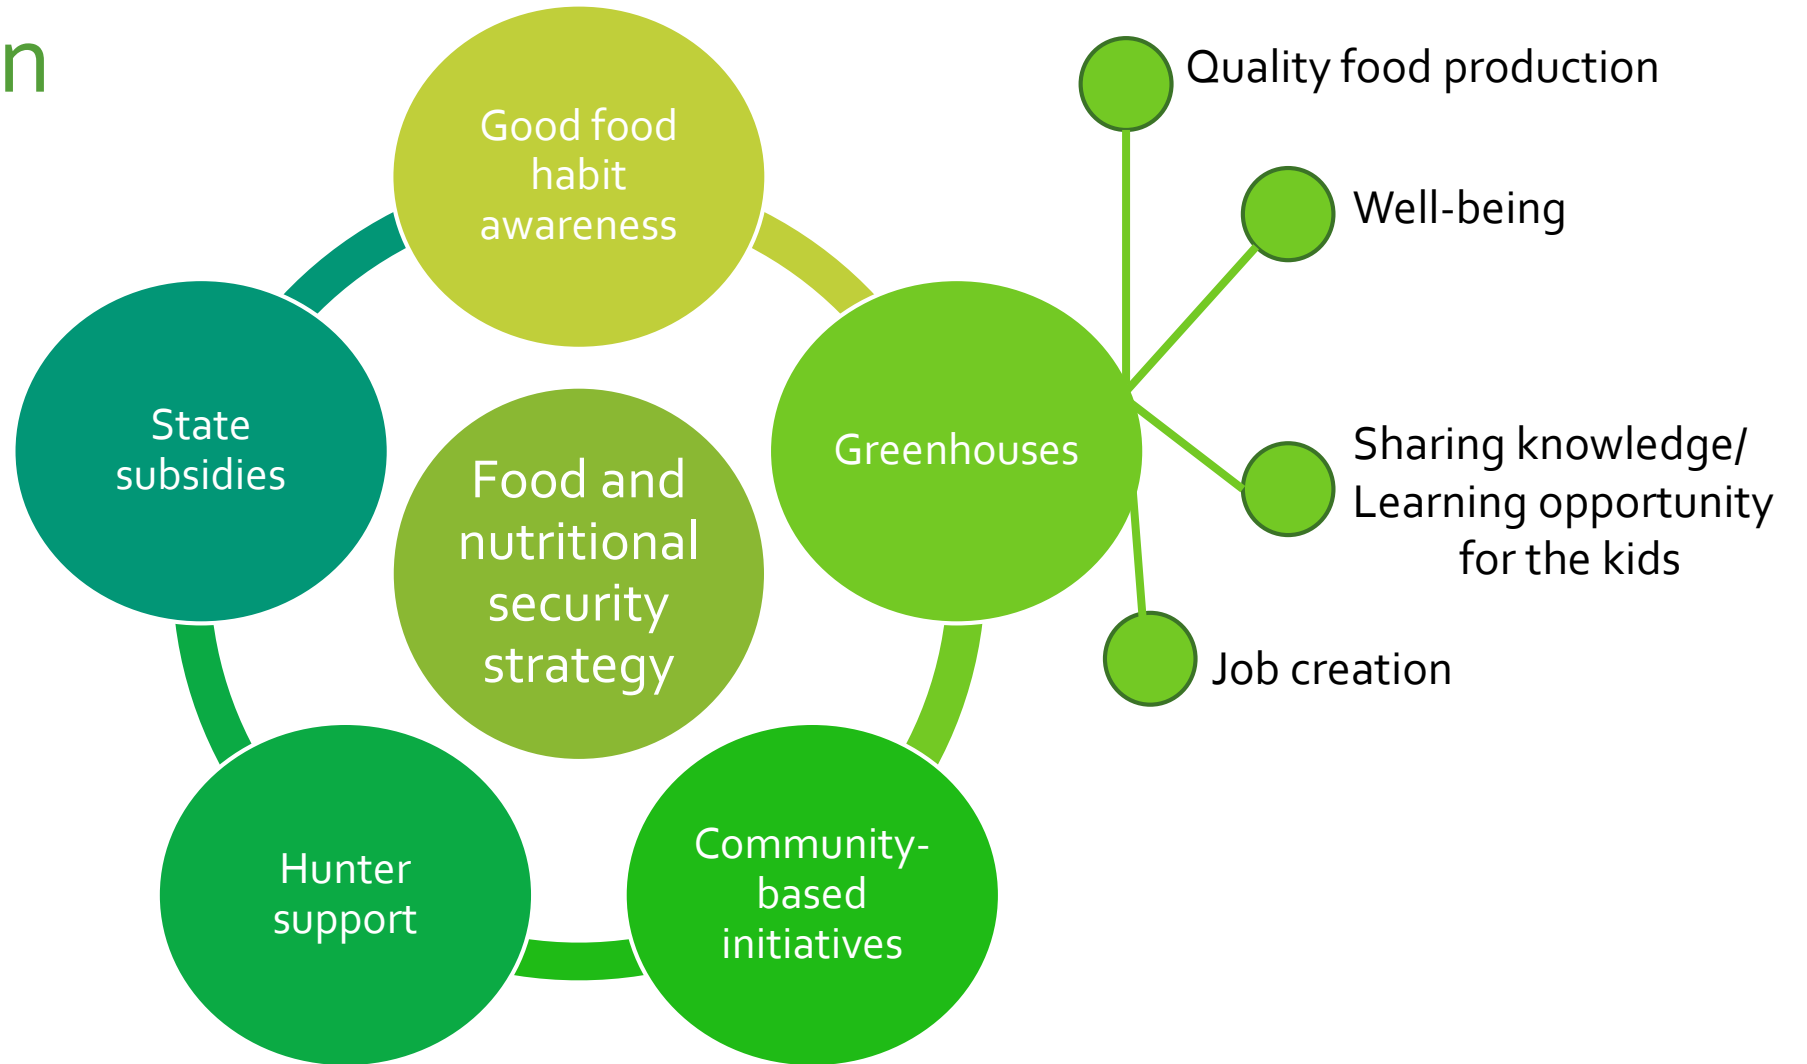 n
Good food
habit
awareness
Quality food production
Well-being
State
subsidies
Greenhouses
Food and
nutritional
security
strategy
Sharing knowledge/
Learning opportunity
for the kids
Job creation
Hunter
support
Community-
based
initiatives